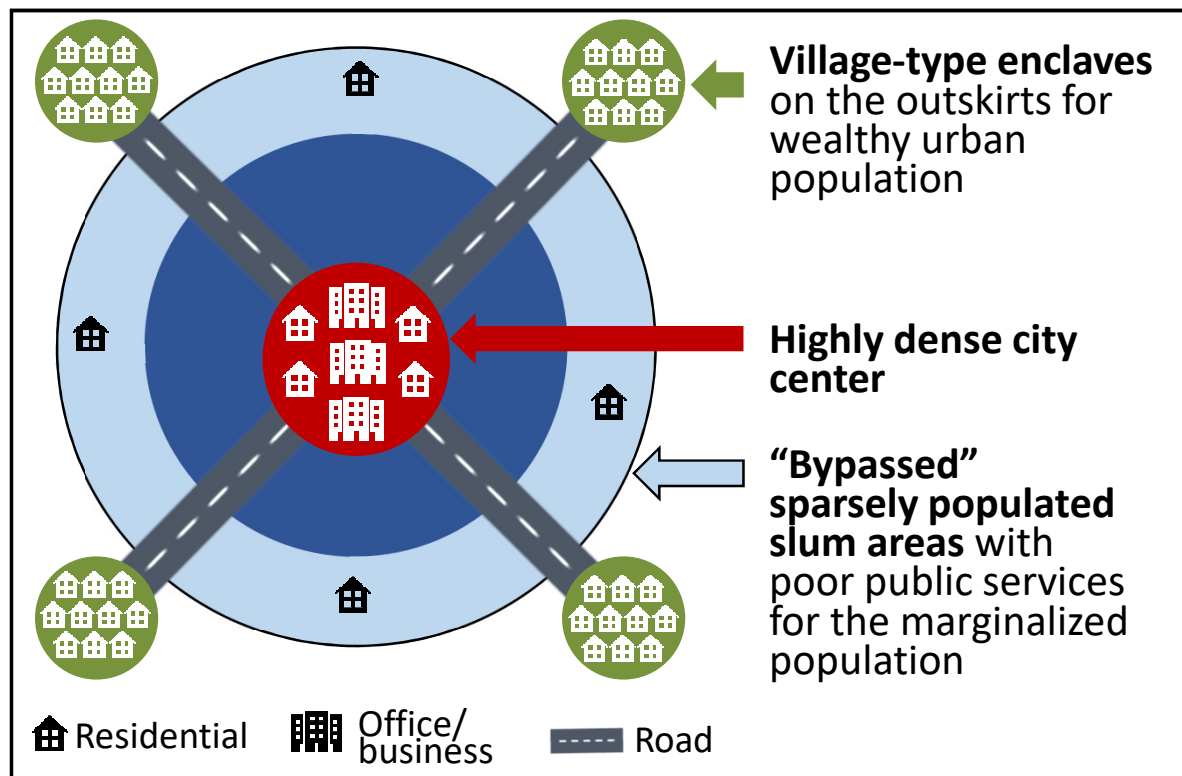 Village-type enclaves
on the outskirts for
wealthy urban
population
Highly dense city
center
“Bypassed”
sparsely populated
slum areas with
poor public services
for the marginalized
population
Residential
Office/
business
Road